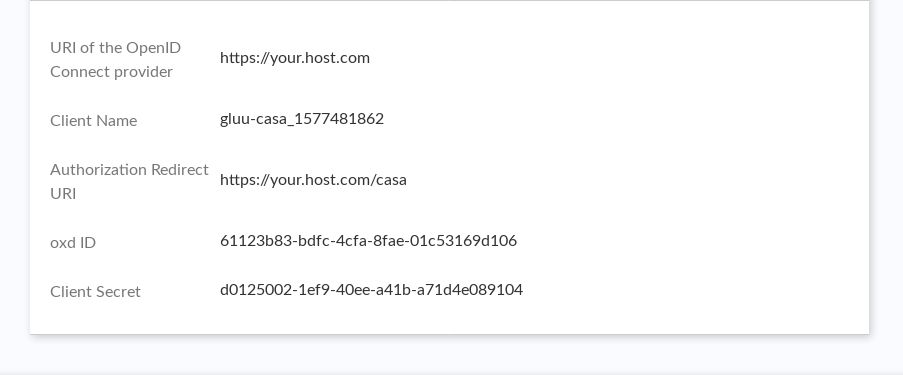 URI of the OpenID
Connect provider
https://your.host.com
Client Name
gluu-casa_1577481862
Authorization Redirect
URI
https://your.host.com/casa
oxd ID
61123b83-bdfc-4cfa-8fae-01c53169d106
Client Secret
d0125002-1ef9-40ee-a41b-a71d4e089104